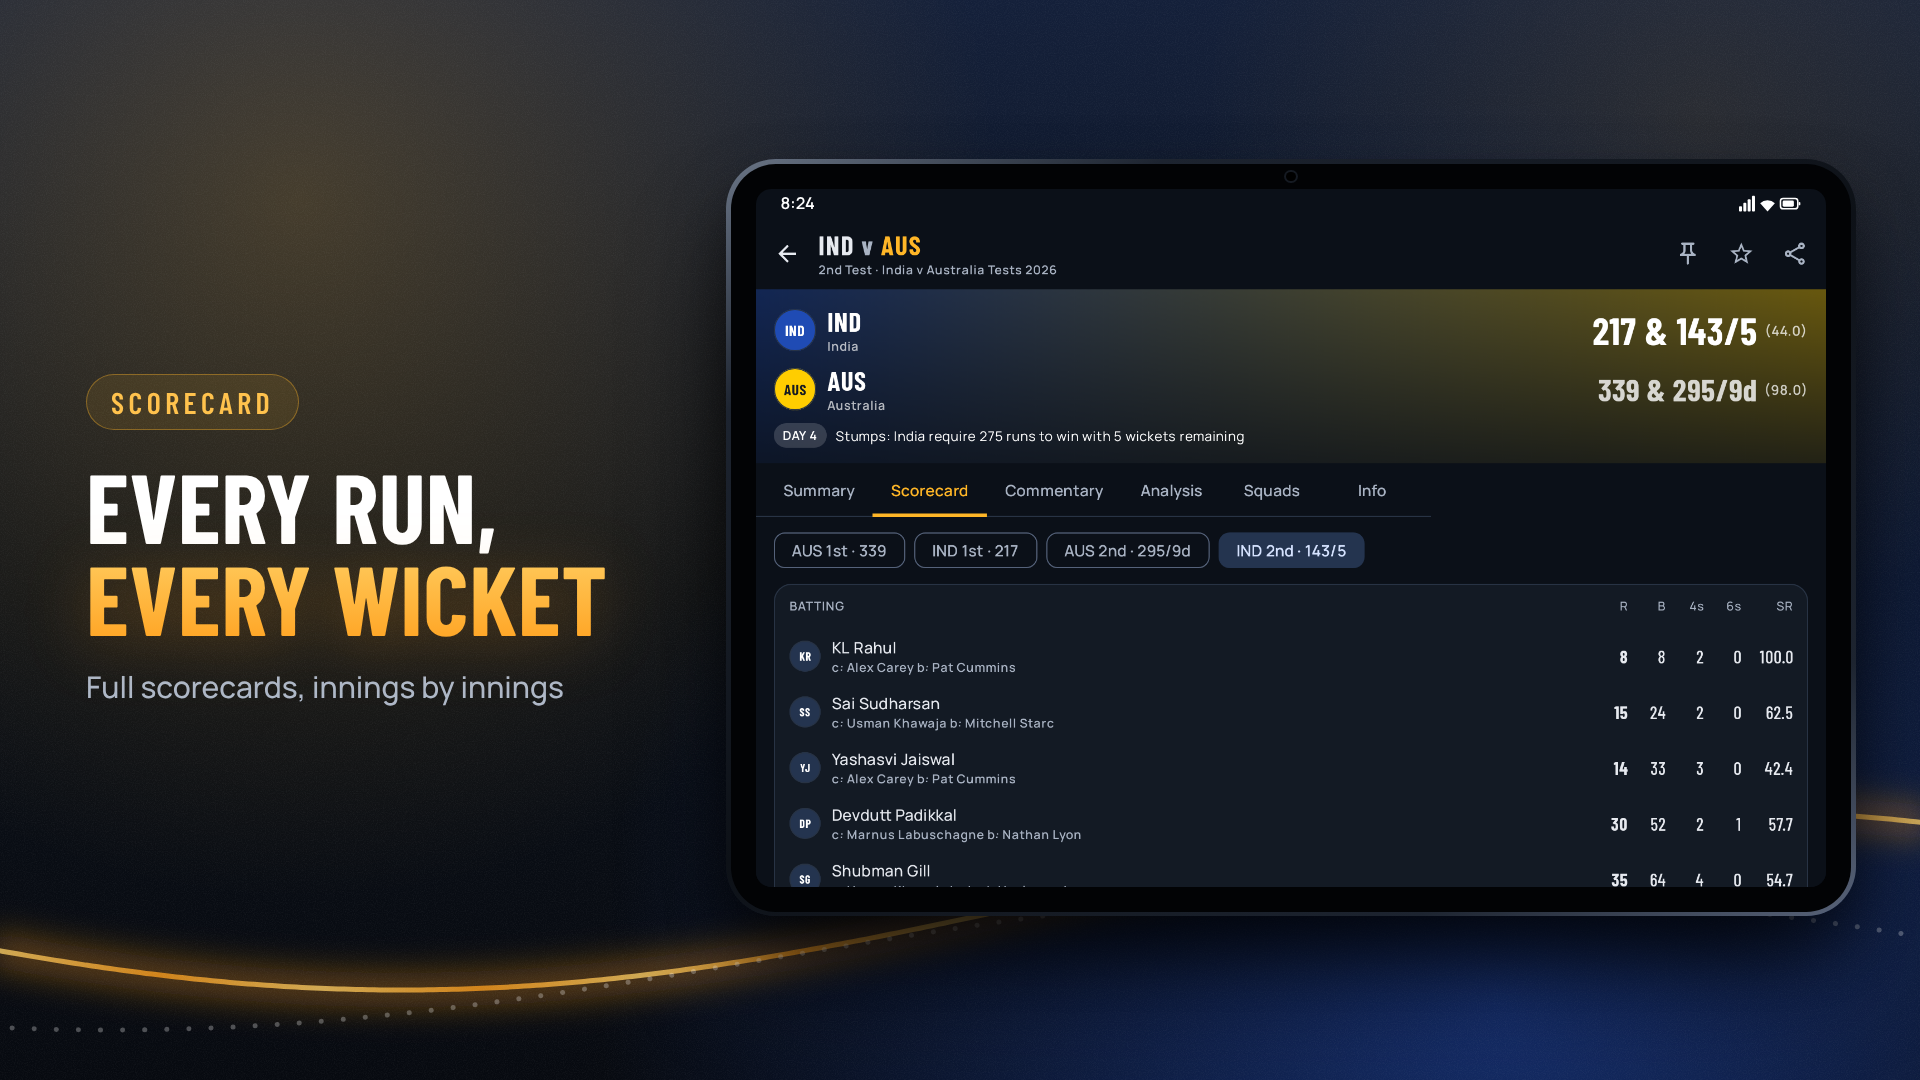 SCORECARD
EVERY RUN,
EVERY WICKET
Full scorecards, innings by innings
8:24
IND v AUS
2nd Test · India v Australia Tests 2026
IND IND 217 & 143/5 (44.0)
India
AUS AUS 339 & 295/9d (98.0)
Australia
DAY 4 Stumps: India require 275 runs to win with 5 wickets remaining
Summary Scorecard Commentary Analysis Squads Info
AUS 1st · 339 IND 1st · 217 AUS 2nd · 295/9d IND 2nd · 143/5
BATTING R B 4s 6s SR
KR KL Rahul 8 8 2 0 100.0
c: Alex Carey b: Pat Cummins
SS Sai Sudharsan 15 24 2 0 62.5
c: Usman Khawaja b: Mitchell Starc
YJ Yashasvi Jaiswal 14 33 3 0 42.4
c: Alex Carey b: Pat Cummins
DP Devdutt Padikkal 30 52 2 1 57.7
c: Marnus Labuschagne b: Nathan Lyon
SG Shubman Gill 35 64 4 0 54.7